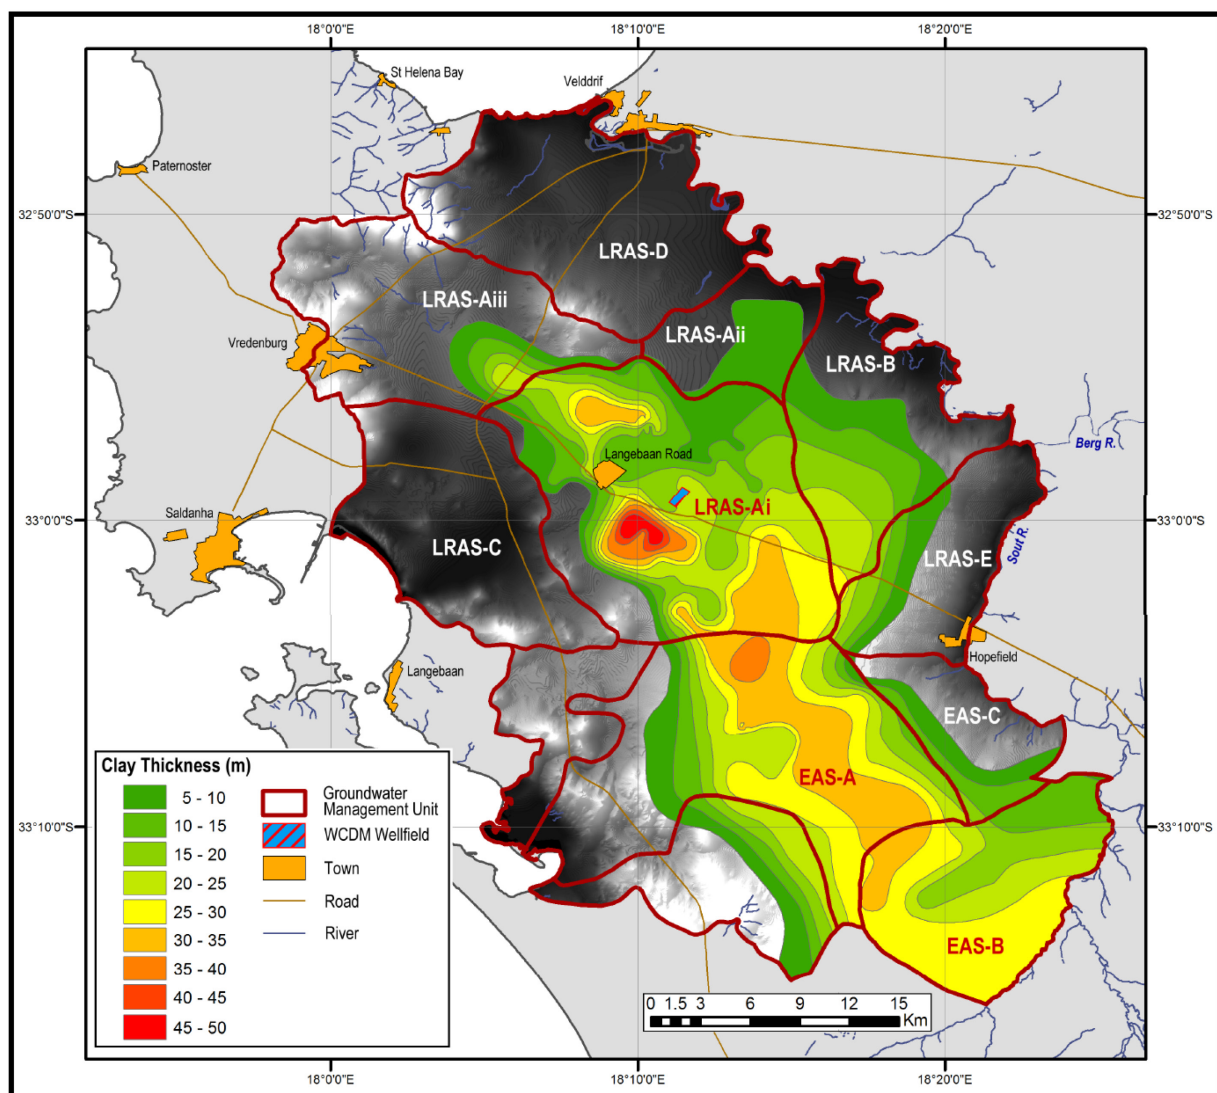 18°0'0"E
18°10'0"E
18°20'0"E
St Helena Bay
Velddrif
Paternoster
32°50'0"S
32°50'0"S
LRAS-D
LRAS-Aiii
LRAS-Aii
Vredenburg
LRAS-B
Berg R.
Langebaan Road
LRAS-Ai
Saldanha
33°0'0"S
33°0'0"S
LRAS-C
LRAS-E
Sout R.
Hopefield
Langebaan
EAS-C
EAS-A
33°10'0"S
33°10'0"S
EAS-B
Clay Thickness (m)
5 - 10
10 - 15
15 - 20
20 - 25
25 - 30
30 - 35
35 - 40
40 - 45
45 - 50
Groundwater
Management Unit
WCDM Wellfield
Town
Road
River
0 1.5 3 6 9 12 15
Km
18°0'0"E
18°10'0"E
18°20'0"E